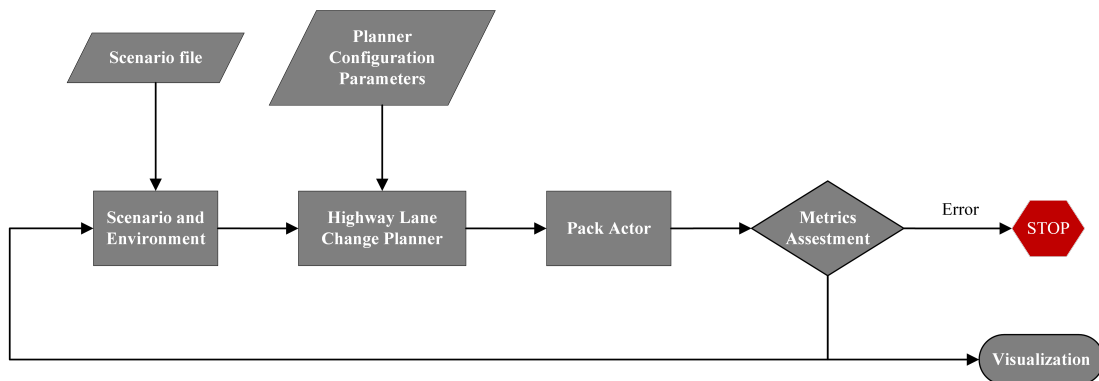 Scenario file
Planner
Configuration
Parameters
Scenario and
Environment
Highway Lane
Change Planner
Pack Actor
Metrics
Assestment
Error
STOP
Visualization